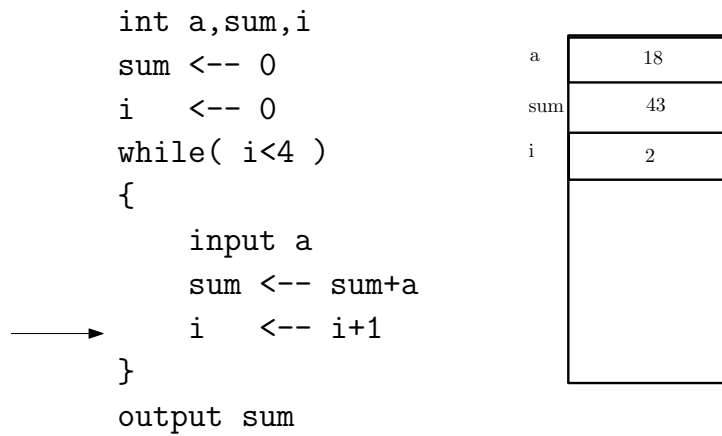 int a,sum,i
sum <-- 0
i   <-- 0
while( i<4 )
{
    input a
    sum <-- sum+a
    i   <-- i+1
}
output sum
a 18
sum 43
i 2